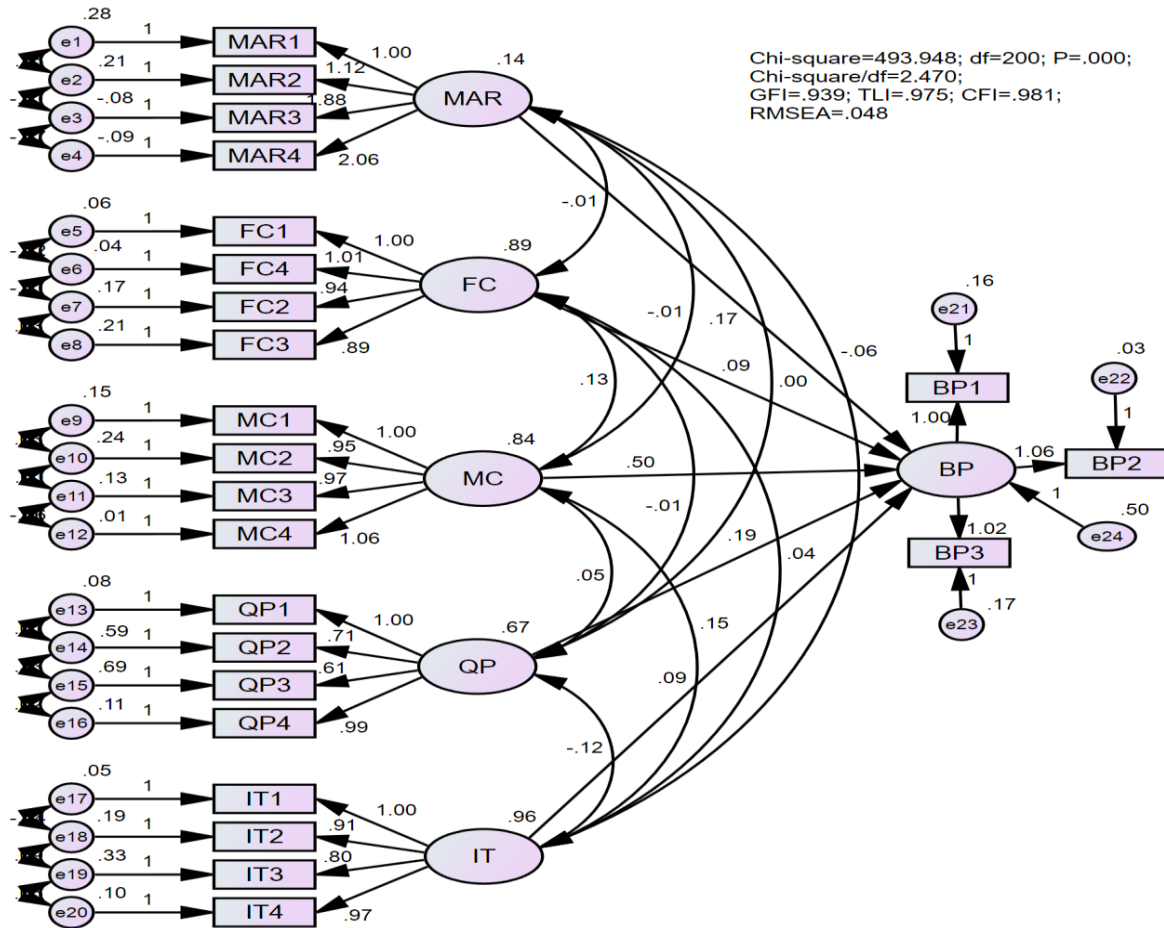 Chi-square=493.948; df=200; P=.000;
Chi-square/df=2.470;
GFI=.939; TLI=.975; CFI=.981;
RMSEA=.048
.28
e1 1 MAR1 1.00
.21
e2 1 MAR2 1.12
-.08
e3 1 MAR3 1.88
-.09
e4 1 MAR4 2.06
.14
MAR
.06
e5 1 FC1 1.00
.04
e6 1 FC4 1.01
.17
e7 1 FC2 .94
.21
e8 1 FC3 .89
.89
FC
.15
e9 1 MC1 1.00
.24
e10 1 MC2 .95
.13
e11 1 MC3 .97
.01
e12 1 MC4 1.06
.84
MC
.08
e13 1 QP1 1.00
.59
e14 1 QP2 .71
.69
e15 1 QP3 .61
.11
e16 1 QP4 .99
.67
QP
.05
e17 1 IT1 1.00
.19
e18 1 IT2 .91
.33
e19 1 IT3 .80
.10
e20 1 IT4 .97
.96
IT
-.01
-.01
.17
-.06
.13
.09
.00
.50
-.01
.19
.04
.05
.15
.09
-.12
.16
e21
1
BP1
1.00
.03
e22
1
BP
1.06
BP2
1
.50
e24
1.02
BP3
1
.17
e23